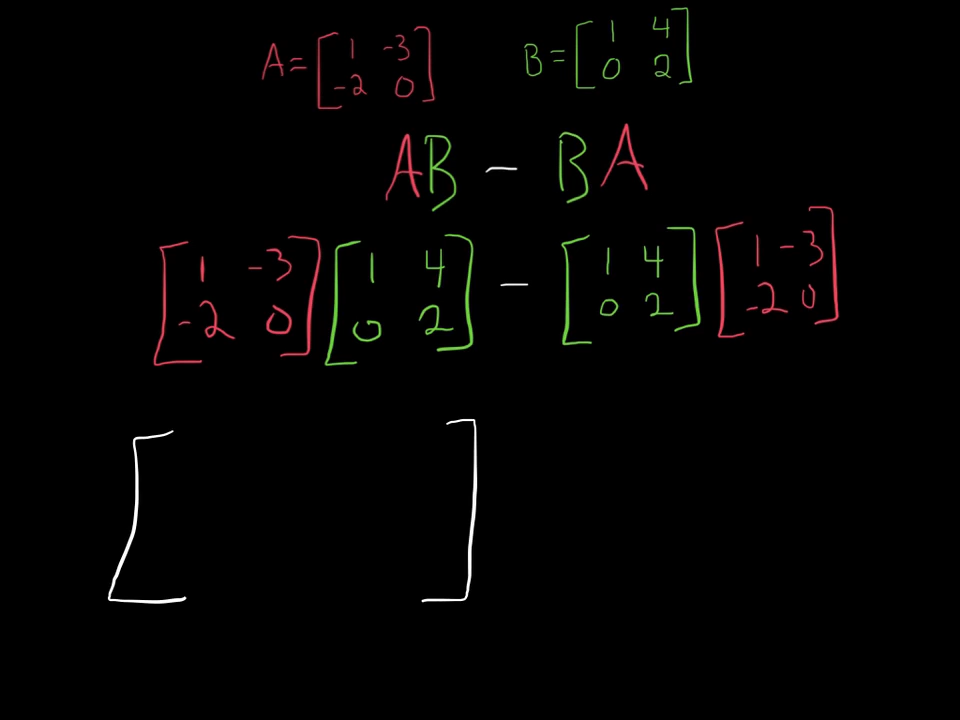 A = [1 -3 -2 0] B = [1 4 0 2]
AB - BA
[1 -3 -2 0] [1 4 0 2] - [1 4 0 2] [1 -3 -2 0]
[ ]